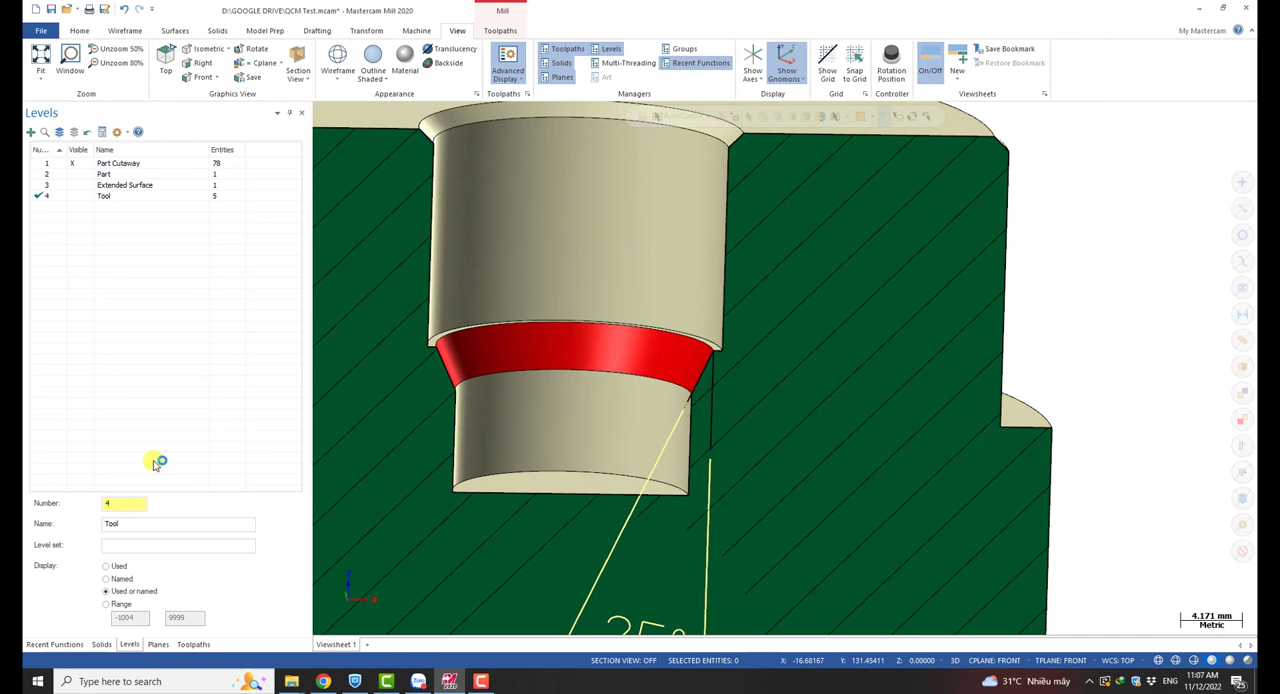 D:\GOOGLE DRIVE\QCM Test.mcam* - Mastercam Mill 2020
Mill
File Home Wireframe Surfaces Solids Model Prep Drafting Transform Machine View Toolpaths My Mastercam
Fit Window Unzoom 50% Unzoom 80%
Zoom
Top Isometric Right Front Rotate = Cplane Save Section View
Graphics View
Wireframe Outline Shaded Material Translucency Backside
Appearance
Advanced Display
Toolpaths
Toolpaths Levels Groups
Solids Multi-Threading Recent Functions
Planes Art
Managers
Show Axes Show Gnomons
Display
Show Grid Snap to Grid
Grid
Rotation Position
Controller
On/Off New Save Bookmark Restore Bookmark
Viewsheets
Levels
Nu... Visible Name Entities
1 X Part Cutaway 78
2 Part 1
3 Extended Surface 1
4 Tool 5
Number: 4
Name: Tool
Level set:
Display: Used
Named
Used or named
Range
-1004 9999
25°
Z
X
4.171 mm
Metric
Recent Functions Solids Levels Planes Toolpaths Viewsheet 1 +
SECTION VIEW: OFF SELECTED ENTITIES: 0 X: -16.68167 Y: 131.45411 Z: 0.00000 3D CPLANE: FRONT TPLANE: FRONT WCS: TOP
Type here to search
31°C Nhiều mây
ENG
11:07 AM
11/12/2022
25